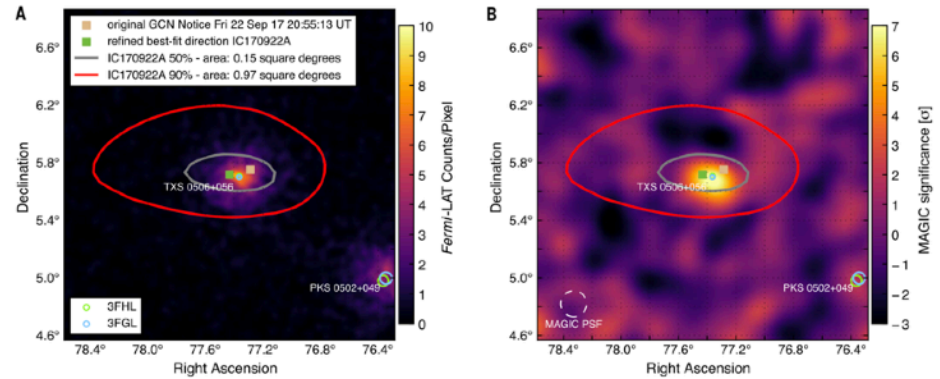 A
original GCN Notice Fri 22 Sep 17 20:55:13 UT
refined best-fit direction IC170922A
IC170922A 50% - area: 0.15 square degrees
IC170922A 90% - area: 0.97 square degrees
6.6°
6.2°
5.8°
5.4°
5.0°
4.6°
Declination
TXS 0506+056
PKS 0502+049
3FHL
3FGL
78.4° 78.0° 77.6° 77.2° 76.8° 76.4°
Right Ascension
10
9
8
7
6
5
4
3
2
1
0
Fermi-LAT Counts/Pixel
B
6.6°
6.2°
5.8°
5.4°
5.0°
4.6°
Declination
TXS 0506+056
PKS 0502+049
MAGIC PSF
78.4° 78.0° 77.6° 77.2° 76.8° 76.4°
Right Ascension
7
6
5
4
3
2
1
0
−1
−2
−3
MAGIC significance [σ]